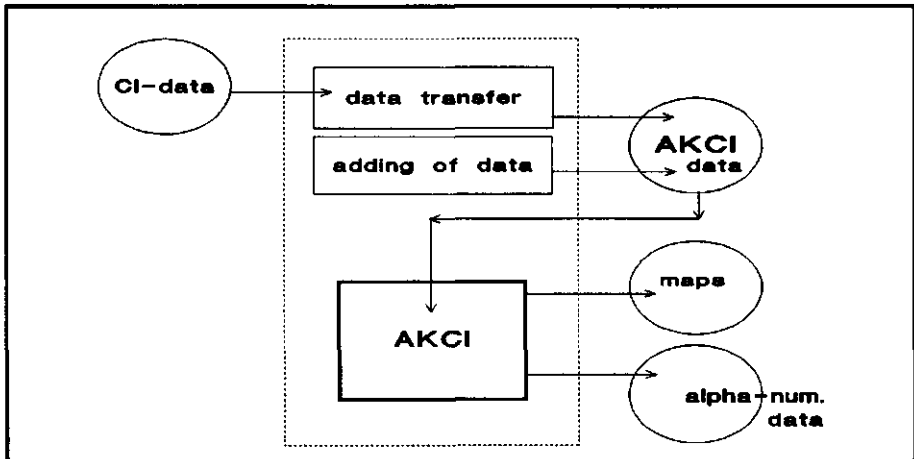 CI-data
data transfer
adding of data
AKCI
data
AKCI
maps
alpha-num.
data